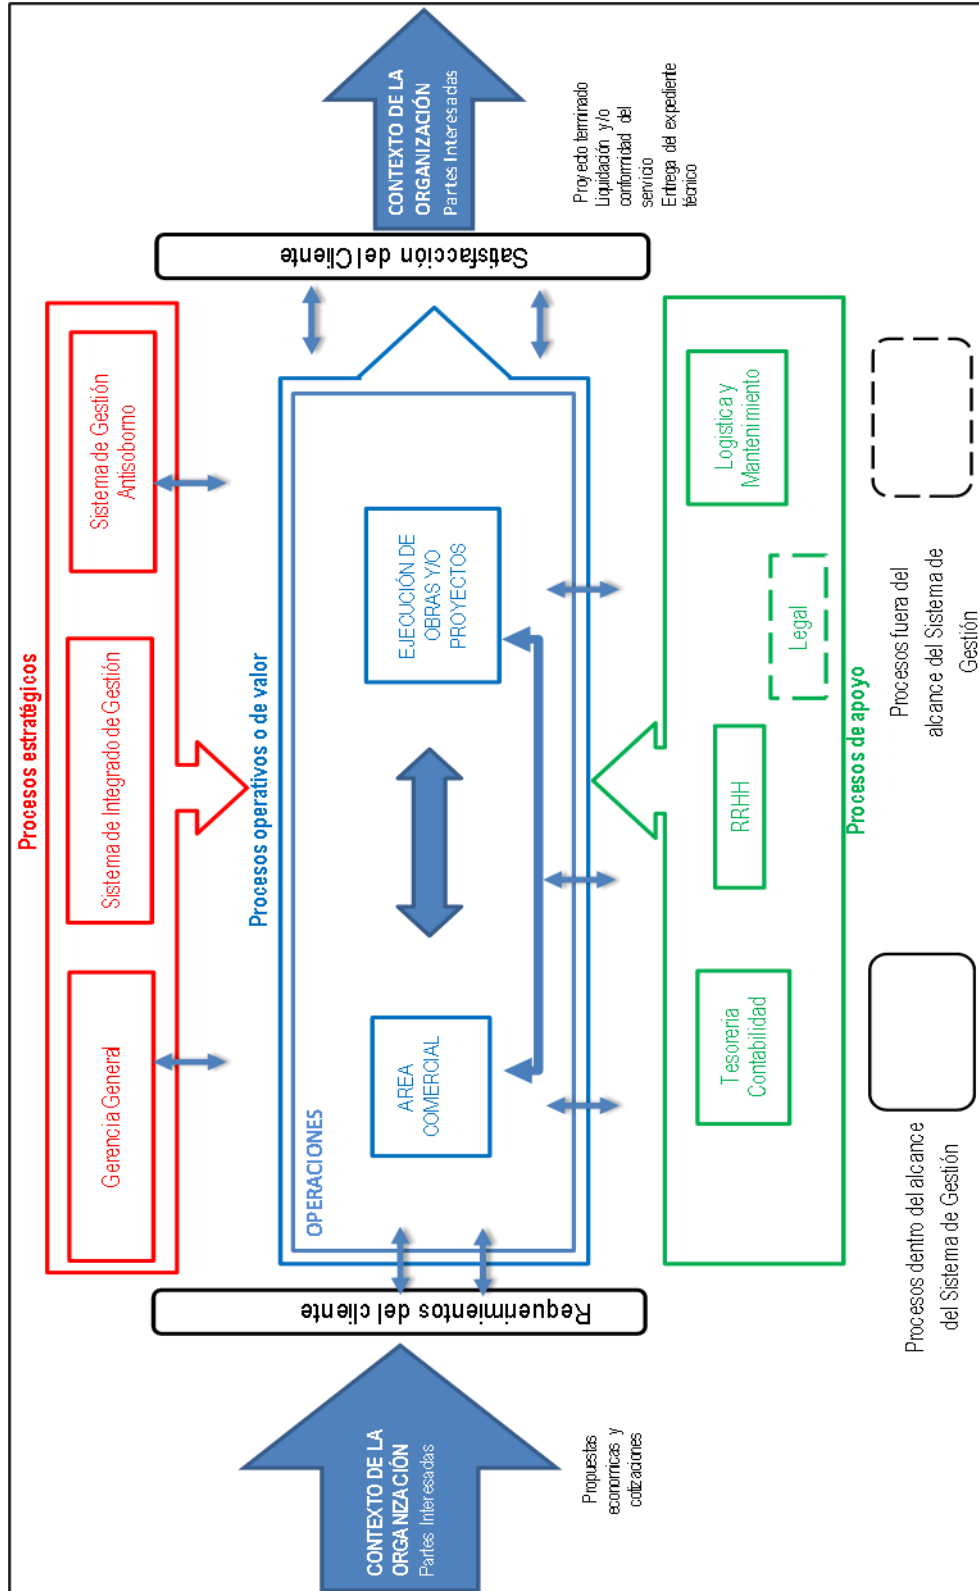 Procesos estratégicos
Gerencia General
Sistema de Integrado de Gestión
Sistema de Gestión
Antisoborno
CONTEXTO DE LA
ORGANIZACIÓN
Partes Interesadas
Propuestas
economicas y
cotizaciones
Requerimientos del cliente
Procesos operativos o de valor
OPERACIONES
AREA
COMERCIAL
EJECUCIÓN DE
OBRAS Y/O
PROYECTOS
Satisfacción del Cliente
CONTEXTO DE LA
ORGANIZACIÓN
Partes Interesadas
Proyecto terminado
Liquidación y/o
conformidad del
servicio
Entrega del expediente
técnico
Tesoreria
Contabilidad
RRHH
Legal
Logistica y
Mantenimiento
Procesos de apoyo
Procesos dentro del alcance
del Sistema de Gestión
Procesos fuera del
alcance del Sistema de
Gestión